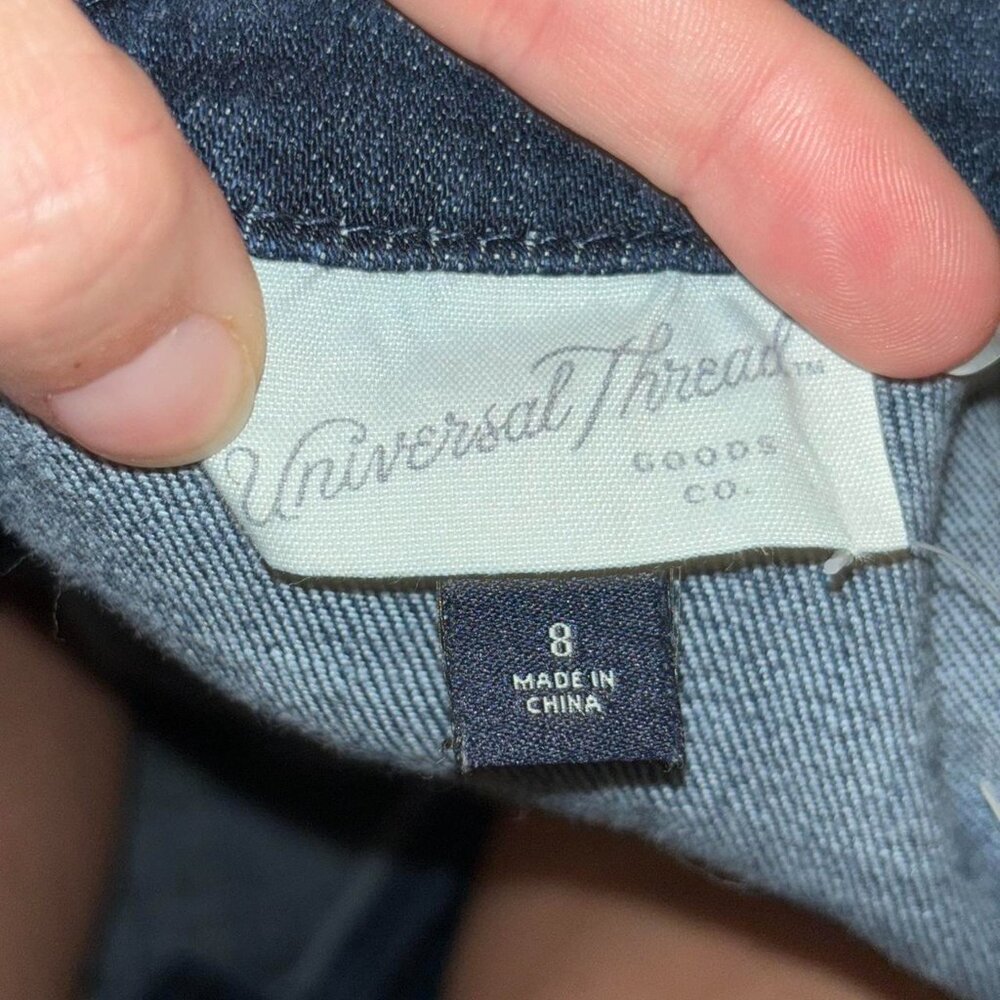 Universal Thread™
GOODS
CO.
8
MADE IN
CHINA